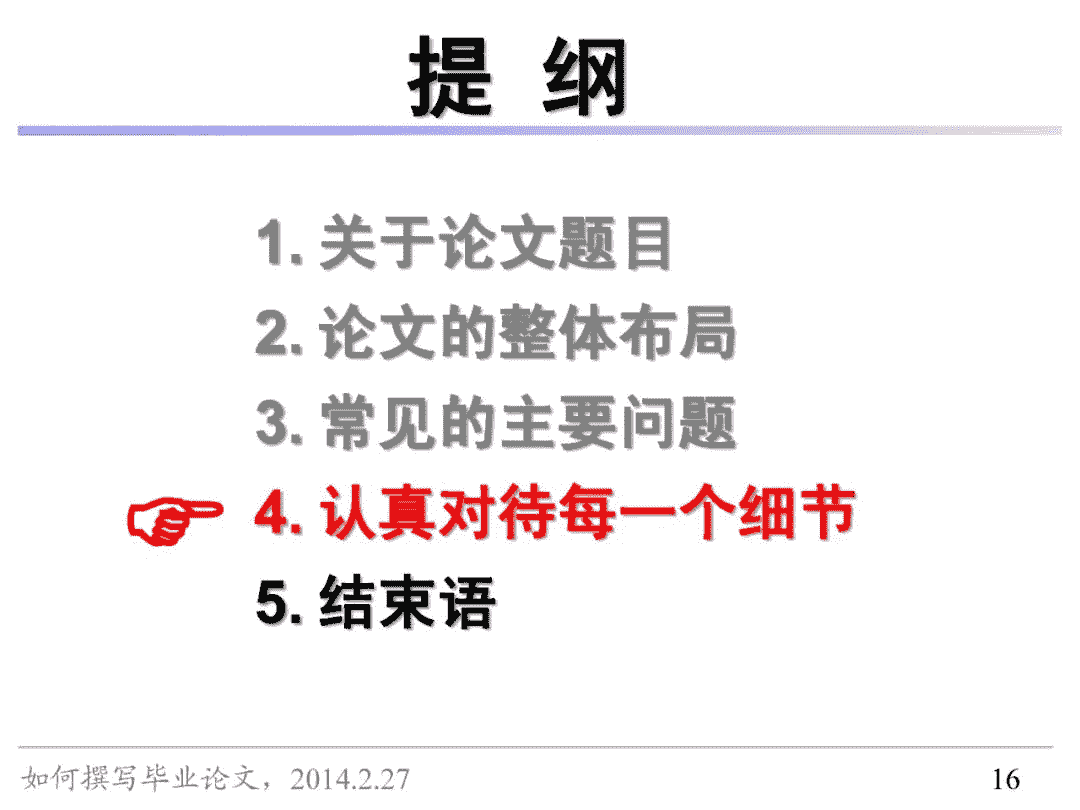 提 纲
1. 关于论文题目
2. 论文的整体布局
3. 常见的主要问题
4. 认真对待每一个细节
5. 结束语
如何撰写毕业论文，2014.2.27
16